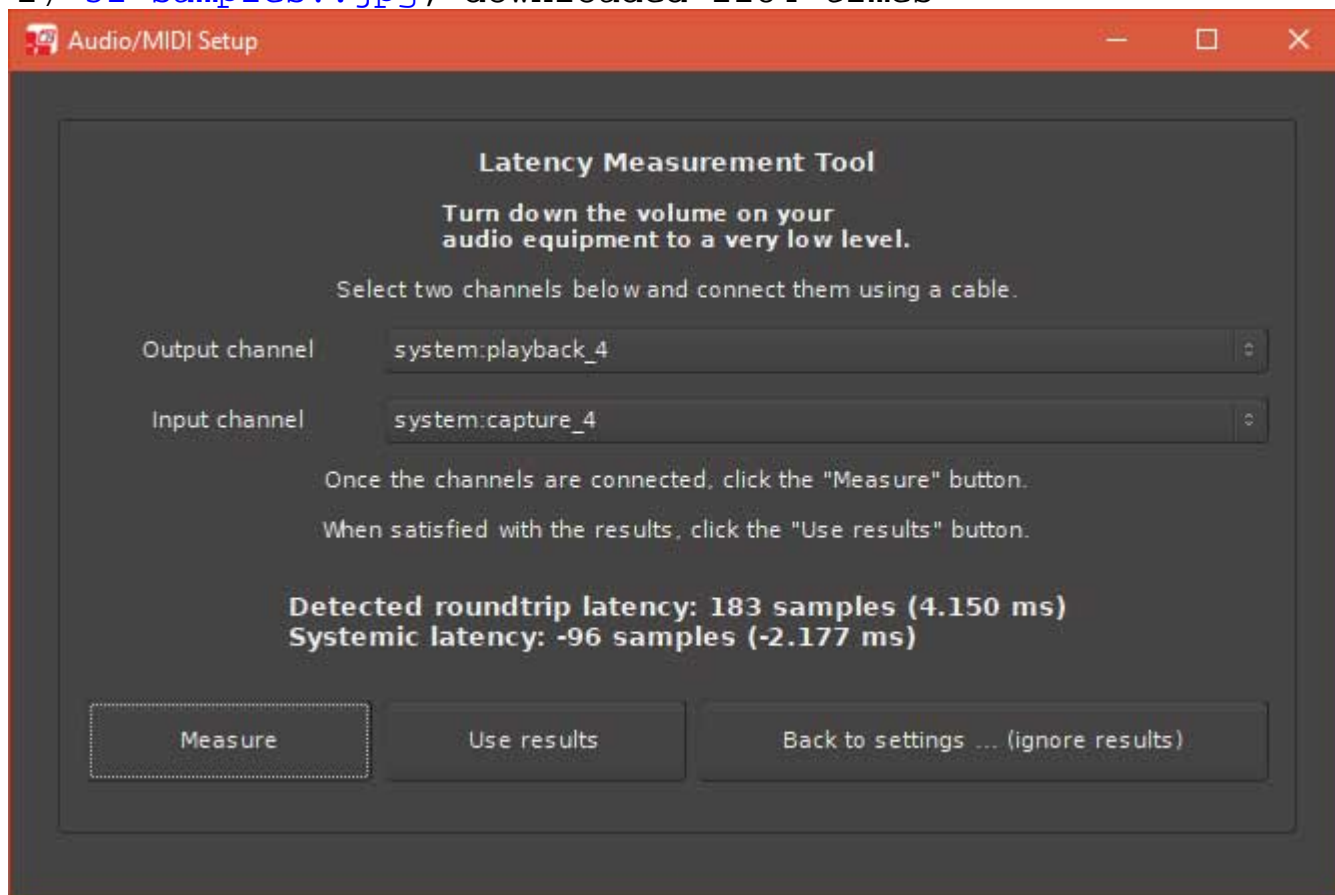 Audio/MIDI Setup
Latency Measurement Tool
Turn down the volume on your
audio equipment to a very low level.
Select two channels below and connect them using a cable.
Output channel system:playback_4
Input channel system:capture_4
Once the channels are connected, click the "Measure" button.
When satisfied with the results, click the "Use results" button.
Detected roundtrip latency: 183 samples (4.150 ms)
Systemic latency: -96 samples (-2.177 ms)
Measure Use results Back to settings ... (ignore results)